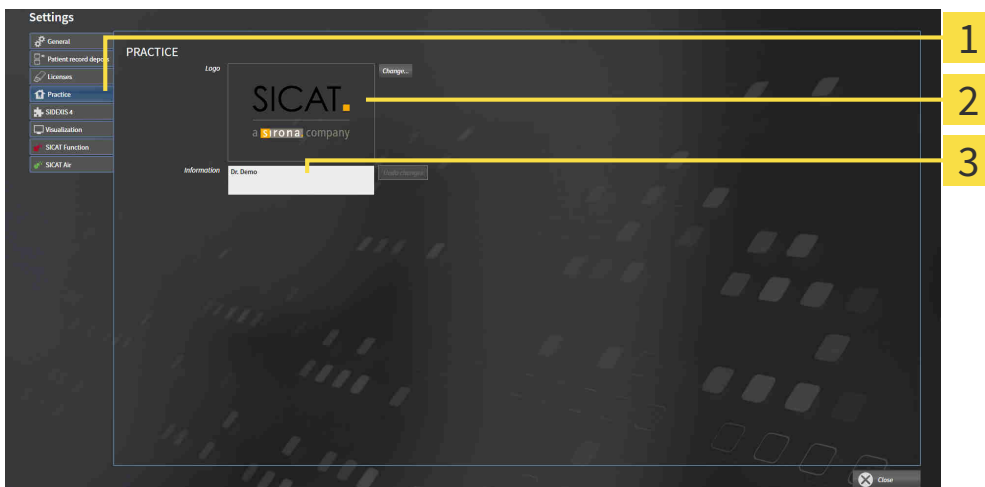 Settings
General
Patient record depots
Licenses
Practice
SIDEXIS 4
Visualization
SICAT Function
SICAT Air
PRACTICE
Logo
SICAT.
a sirona company
Change...
Information
Dr. Demo
Undo changes
Close
1
2
3